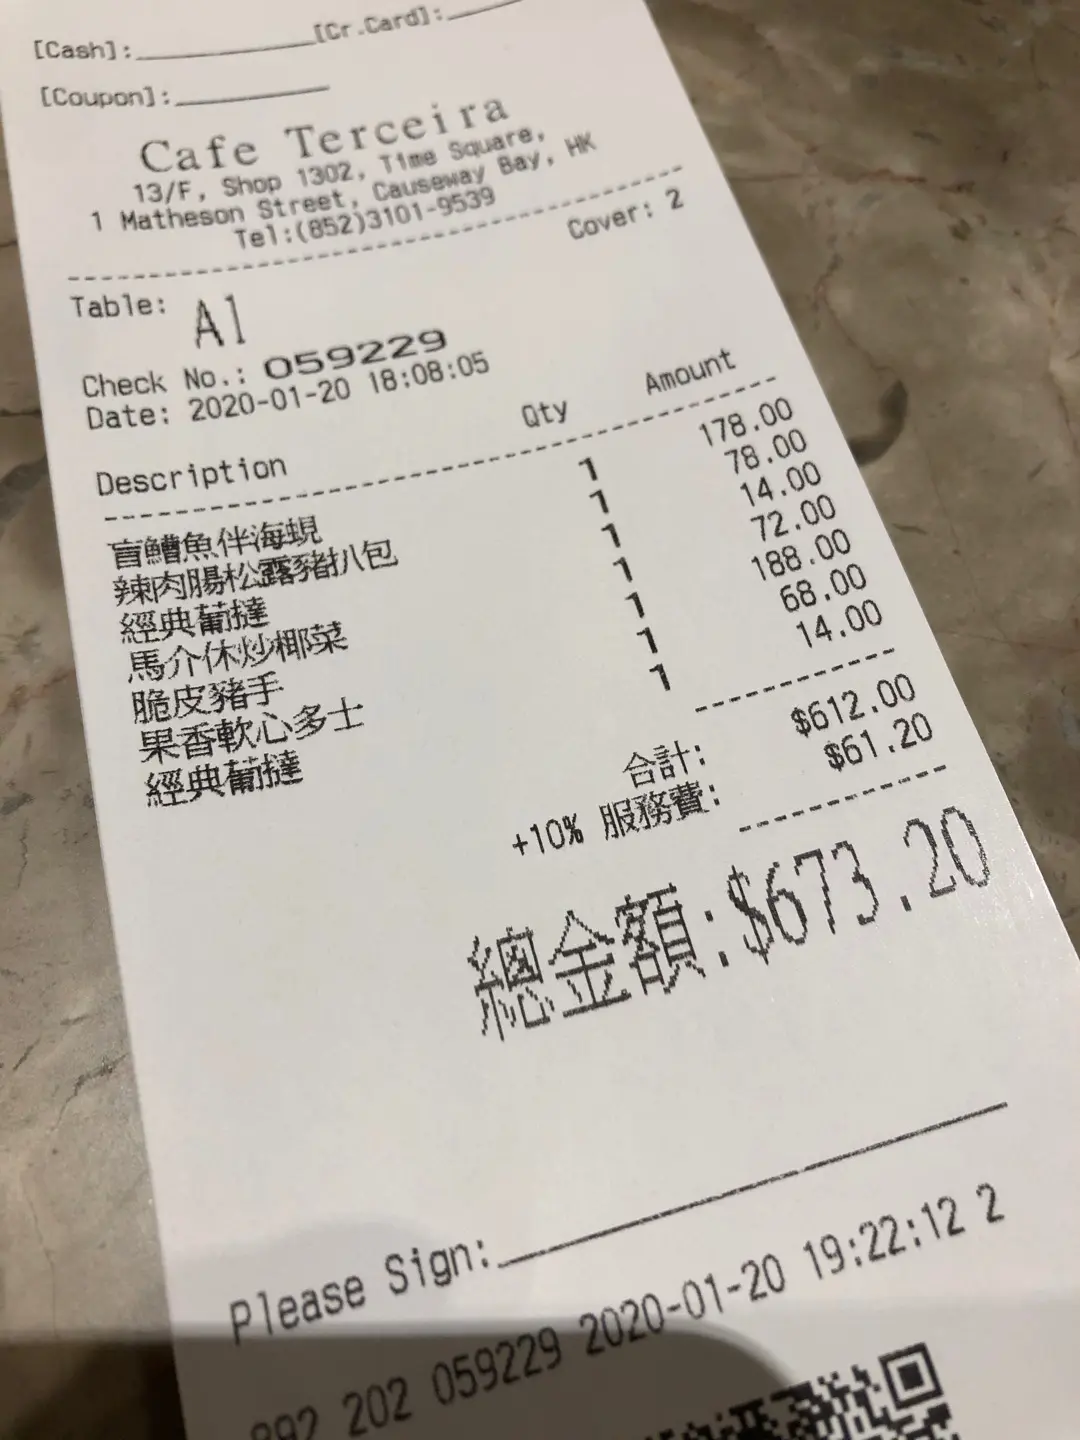 [Cash]:____________[Cr.Card]:_____
[Coupon]:__________
Cafe Terceira
13/F, Shop 1302, Time Square,
1 Matheson Street, Causeway Bay, HK
Tel:(852)3101-9539
Cover: 2
Table: A1
Check No.: 059229
Date: 2020-01-20 18:08:05
Description Qty Amount
盲鰽魚伴海蜆 1 178.00
辣肉腸松露豬扒包 1 78.00
經典葡撻 1 14.00
馬介休炒椰菜 1 72.00
脆皮豬手 1 188.00
果香軟心多士 1 68.00
經典葡撻 1 14.00
合計: $612.00
+10% 服務費: $61.20
總金額:$673.20
Please Sign:____________
892 202 059229 2020-01-20 19:22:12 2